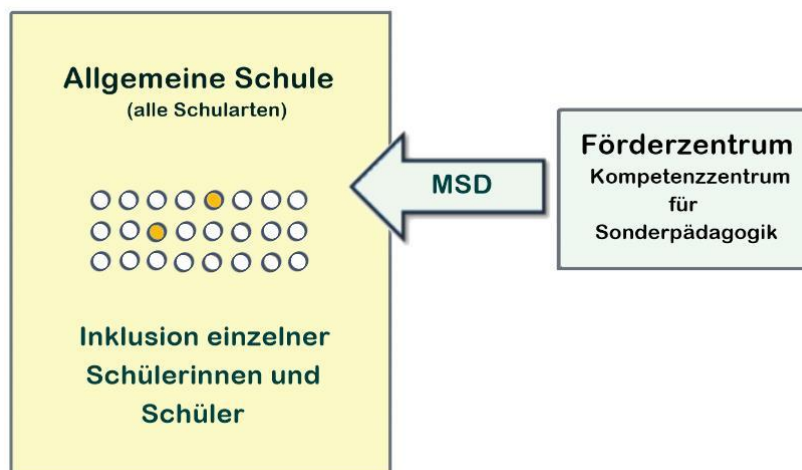 Allgemeine Schule
(alle Schularten)
Inklusion einzelner
Schülerinnen und
Schüler
MSD
Förderzentrum
Kompetenzzentrum
für
Sonderpädagogik